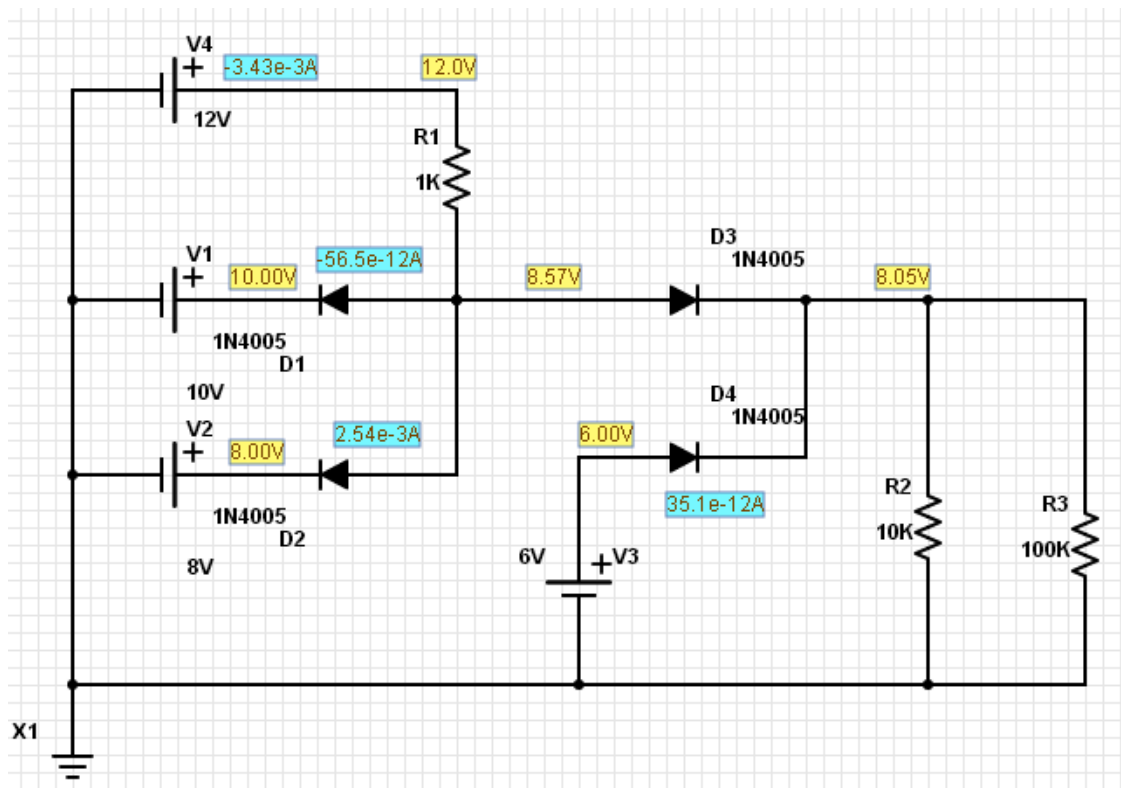 V4
-3.43e-3A
12.0V
12V
R1
1K
D3
1N4005
V1
-56.5e-12A
10.00V
8.57V
8.05V
1N4005
D1
10V
D4
1N4005
V2
2.54e-3A
8.00V
6.00V
R2
10K
35.1e-12A
R3
100K
1N4005
D2
8V
6V
V3
X1